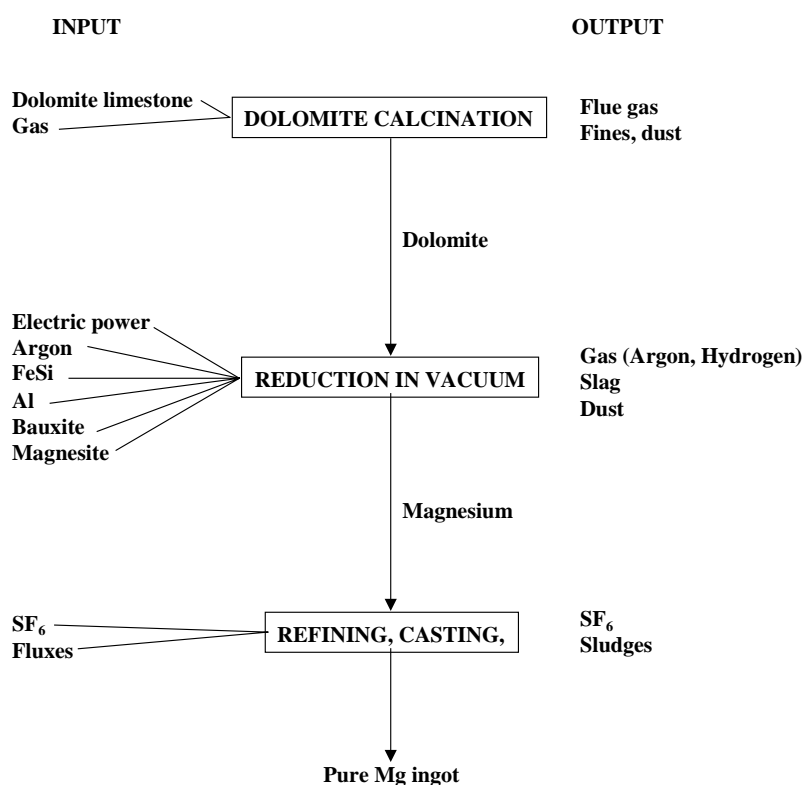 INPUT
OUTPUT
Dolomite limestone
Gas
DOLOMITE CALCINATION
Flue gas
Fines, dust
Dolomite
Electric power
Argon
FeSi
Al
Bauxite
Magnesite
REDUCTION IN VACUUM
Gas (Argon, Hydrogen)
Slag
Dust
Magnesium
SF₆
Fluxes
REFINING, CASTING,
SF₆
Sludges
Pure Mg ingot